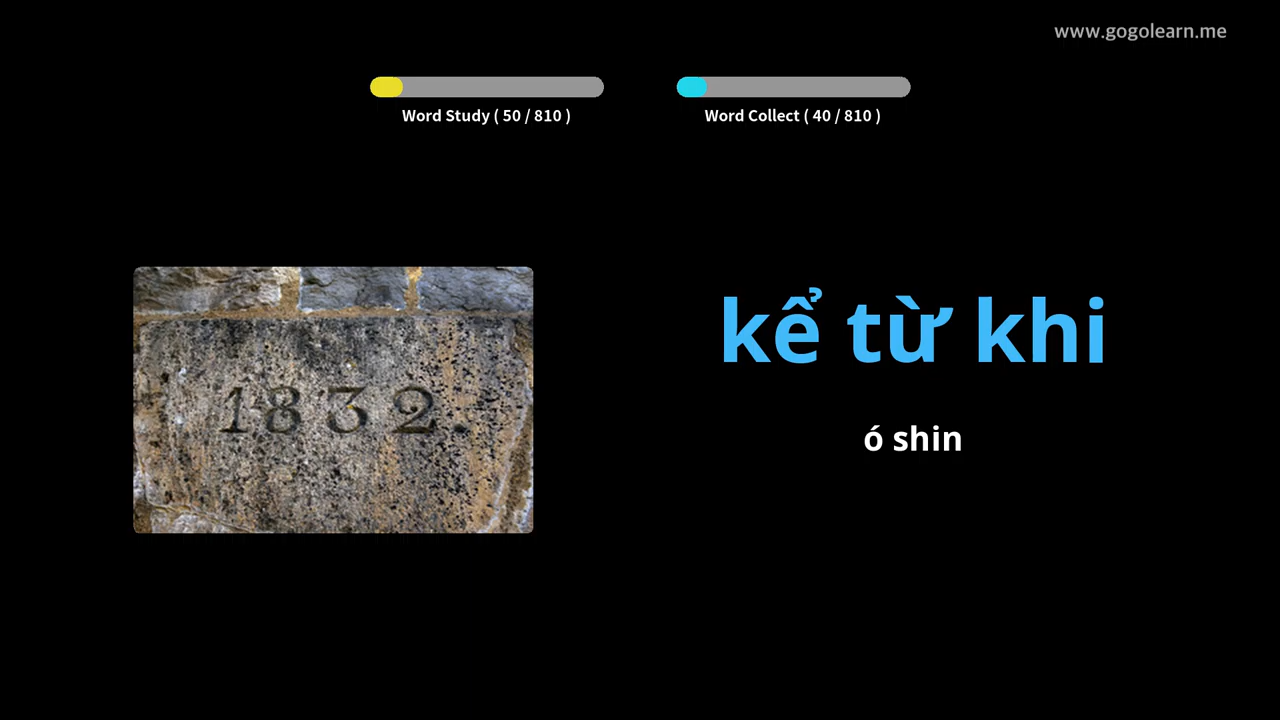 www.gogolearn.me
Word Study ( 50 / 810 )
Word Collect ( 40 / 810 )
1832.
kể từ khi
ó shin